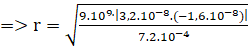 => r = √(9.10⁹.|3,2.10⁻⁸.(-1,6.10⁻⁸)| / 7.2.10⁻⁴)